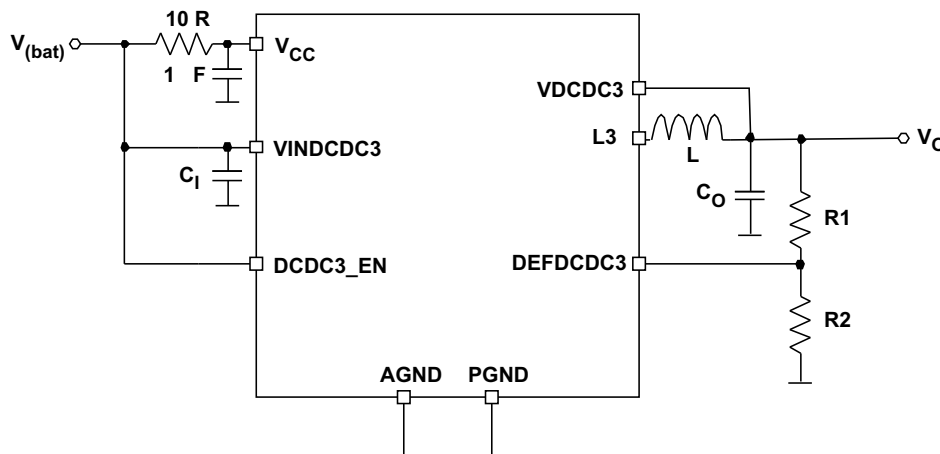 10 R
V(bat)
VCC
1 F
VDCDC3
L3
VO
VINDCDC3
L
CI
CO
R1
DCDC3_EN
DEFDCDC3
R2
AGND PGND